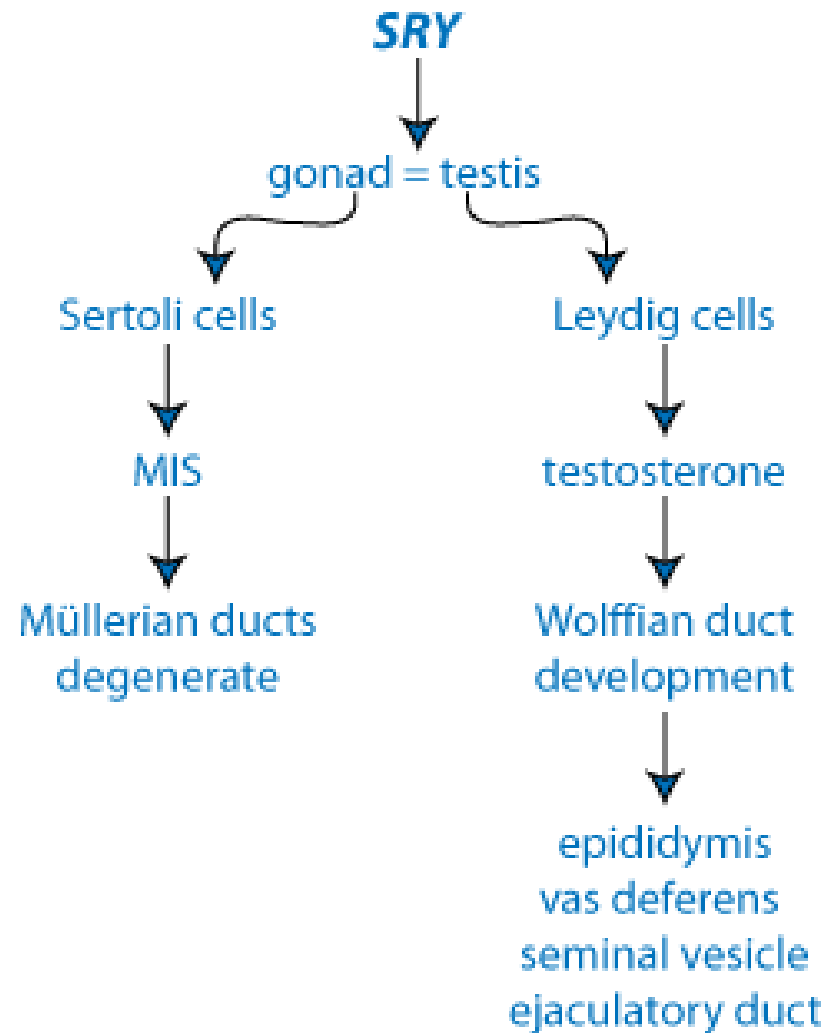 SRY
gonad = testis
Sertoli cells
Leydig cells
MIS
testosterone
Müllerian ducts
degenerate
Wolffian duct
development
epididymis
vas deferens
seminal vesicle
ejaculatory duct